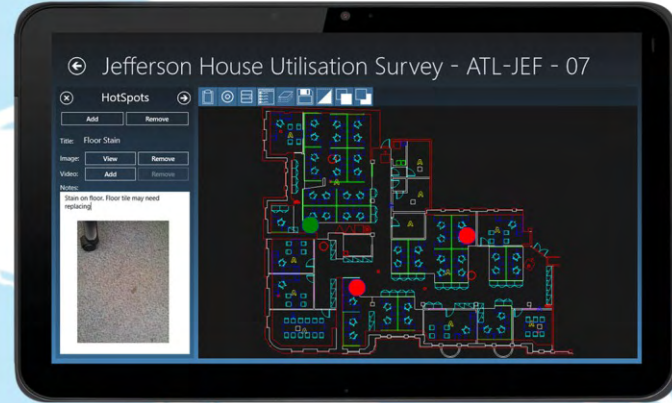 Jefferson House Utilisation Survey - ATL-JEF - 07
HotSpots
Add Remove
Title: Floor Stain
Image: View Remove
Video: Add Remove
Notes:
Stain on floor. Floor tile may need
replacing